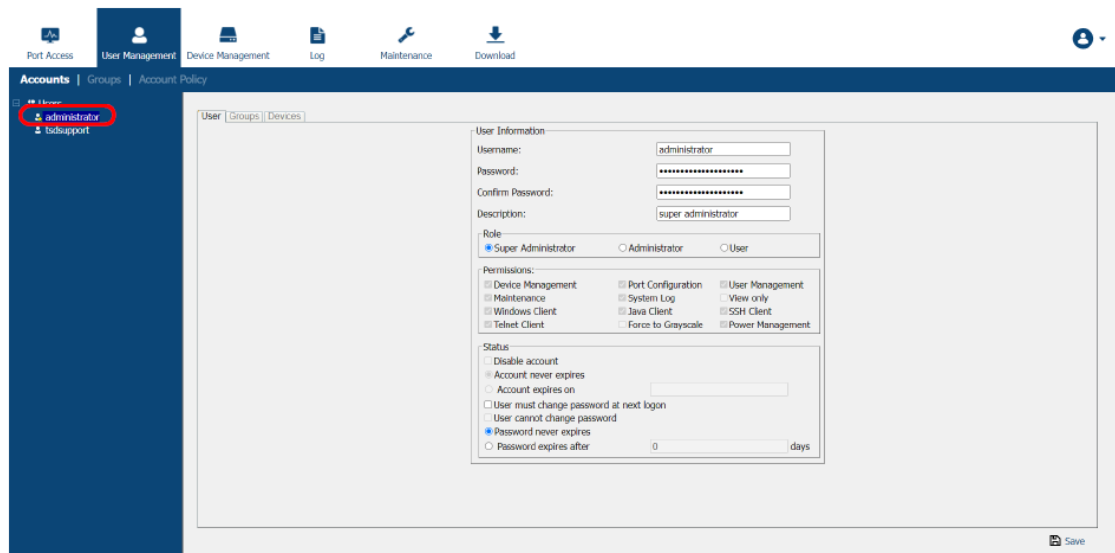 Port Access User Management Device Management Log Maintenance Download
Accounts | Groups | Account Policy
Users
administrator
tsdsupport
User Groups Devices
User Information
Username: administrator
Password: ••••••••••••••••••••
Confirm Password: ••••••••••••••••••••
Description: super administrator
Role
Super Administrator Administrator User
Permissions:
Device Management Port Configuration User Management
Maintenance System Log View only
Windows Client Java Client SSH Client
Telnet Client Force to Grayscale Power Management
Status
Disable account
Account never expires
Account expires on
User must change password at next logon
User cannot change password
Password never expires
Password expires after 0 days
Save